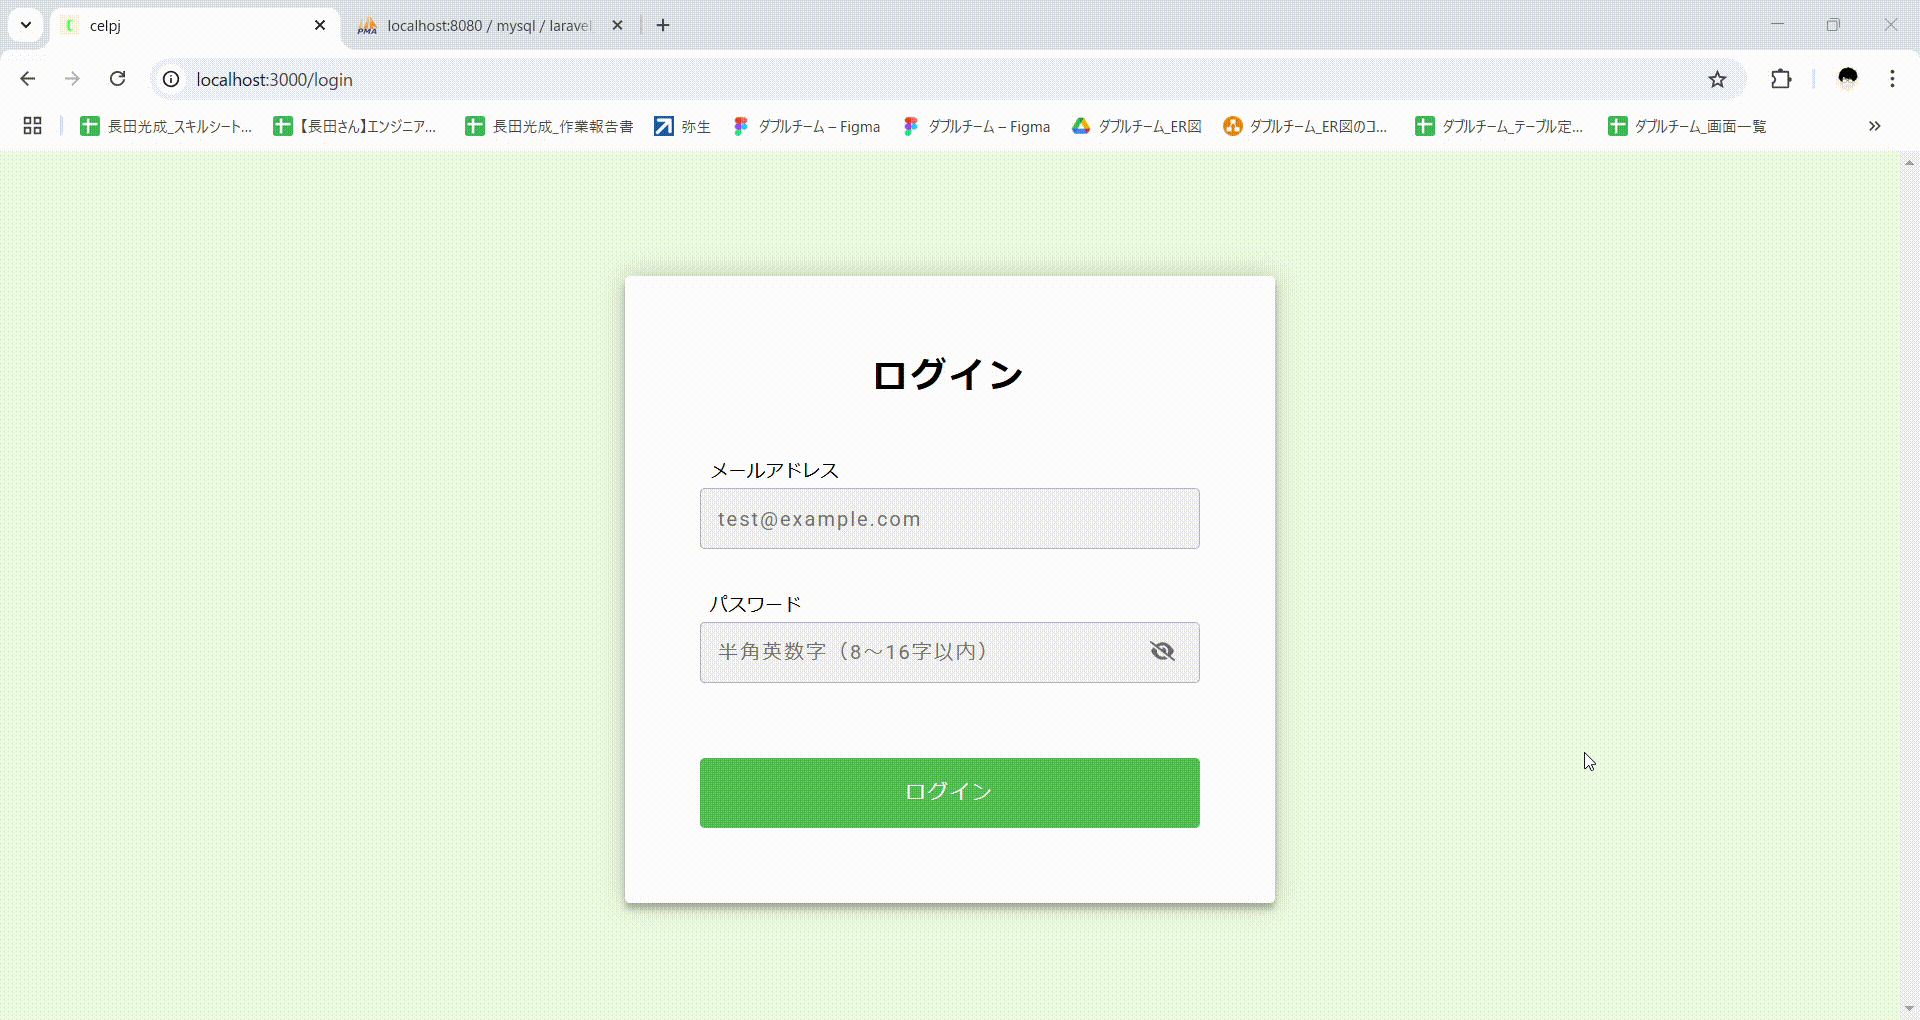 celpj
localhost:8080 / mysql / laravel
localhost:3000/login
長田光成_スキルシート...
【長田さん】エンジニア...
長田光成_作業報告書
弥生
ダブルチーム – Figma
ダブルチーム – Figma
ダブルチーム_ER図
ダブルチーム_ER図のコ...
ダブルチーム_テーブル定...
ダブルチーム_画面一覧
ログイン
メールアドレス
test@example.com
パスワード
半角英数字（8～16字以内）
ログイン